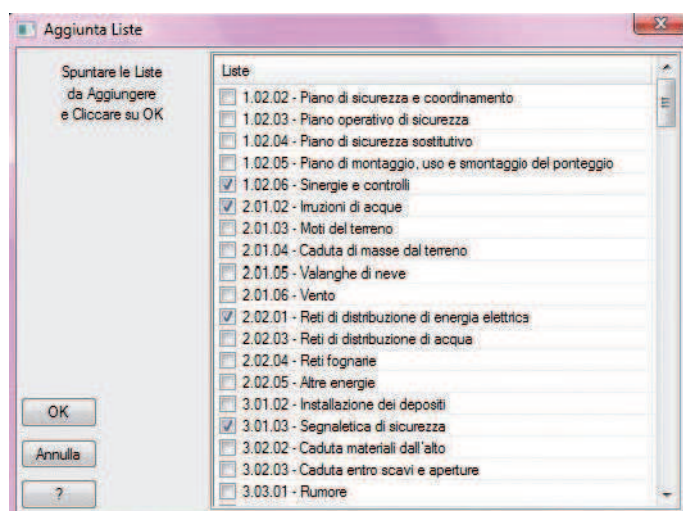 Aggiunta Liste
Spuntare le Liste
da Aggiungere
e Cliccare su OK
Liste
1.02.02 - Piano di sicurezza e coordinamento
1.02.03 - Piano operativo di sicurezza
1.02.04 - Piano di sicurezza sostitutivo
1.02.05 - Piano di montaggio, uso e smontaggio del ponteggio
1.02.06 - Sinergie e controlli
2.01.02 - Irruzioni di acque
2.01.03 - Moti del terreno
2.01.04 - Caduta di masse dal terreno
2.01.05 - Valanghe di neve
2.01.06 - Vento
2.02.01 - Reti di distribuzione di energia elettrica
2.02.03 - Reti di distribuzione di acqua
2.02.04 - Reti fognarie
2.02.05 - Altre energie
3.01.02 - Installazione dei depositi
3.01.03 - Segnaletica di sicurezza
3.02.02 - Caduta materiali dall'alto
3.02.03 - Caduta entro scavi e aperture
3.03.01 - Rumore
OK
Annulla
?